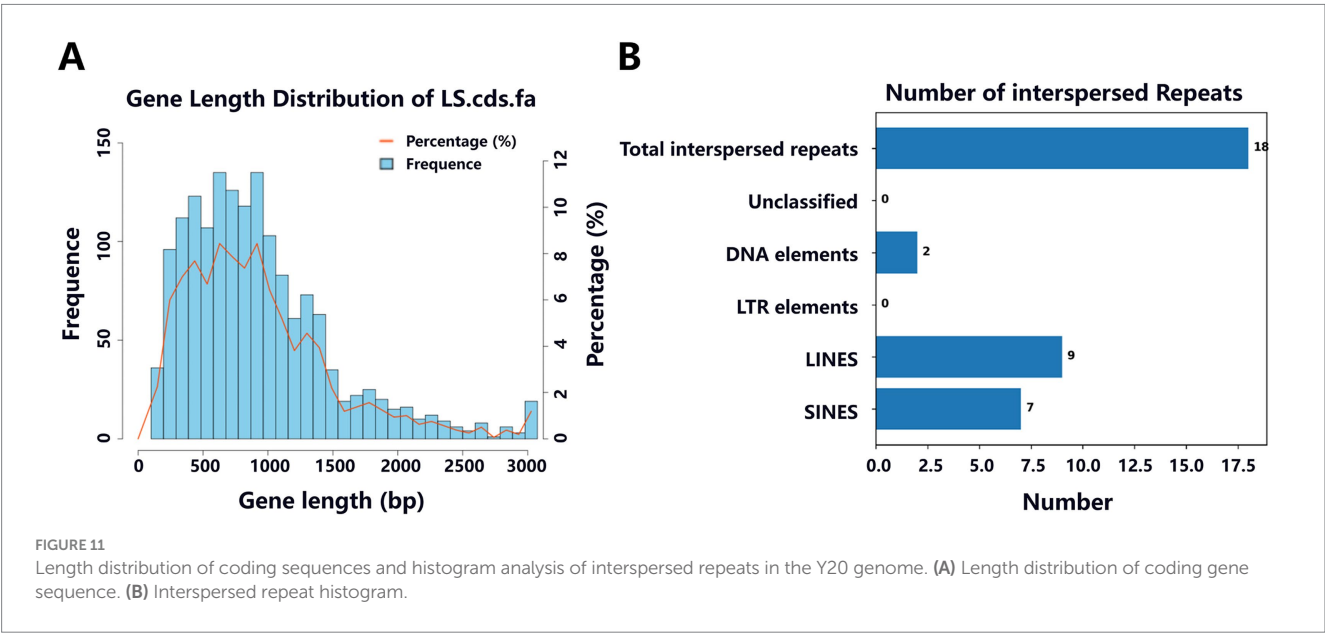 A
Gene Length Distribution of LS.cds.fa
Percentage (%)
Frequence
Frequence
0
50
100
150
Percentage (%)
0
2
4
6
8
10
12
0 500 1000 1500 2000 2500 3000
Gene length (bp)
B
Number of interspersed Repeats
Total interspersed repeats 18
Unclassified 0
DNA elements 2
LTR elements 0
LINES 9
SINES 7
0.0 2.5 5.0 7.5 10.0 12.5 15.0 17.5
Number
FIGURE 11
Length distribution of coding sequences and histogram analysis of interspersed repeats in the Y20 genome. (A) Length distribution of coding gene
sequence. (B) Interspersed repeat histogram.